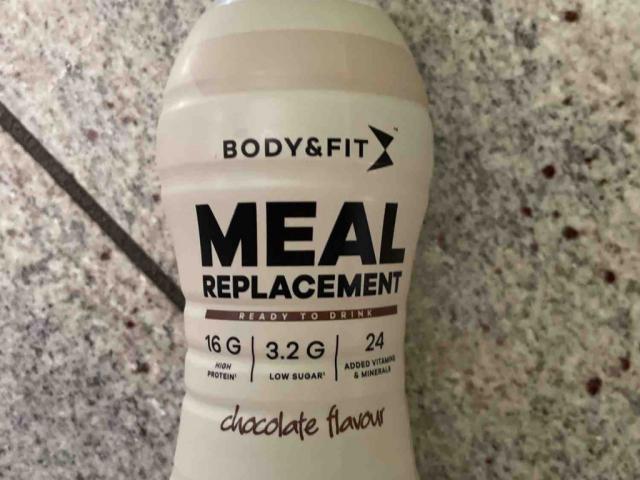 BODY&FIT™
MEAL
REPLACEMENT
READY TO DRINK
16 G 3.2 G 24
HIGH PROTEIN¹ LOW SUGAR¹ ADDED VITAMINS & MINERALS
chocolate flavour